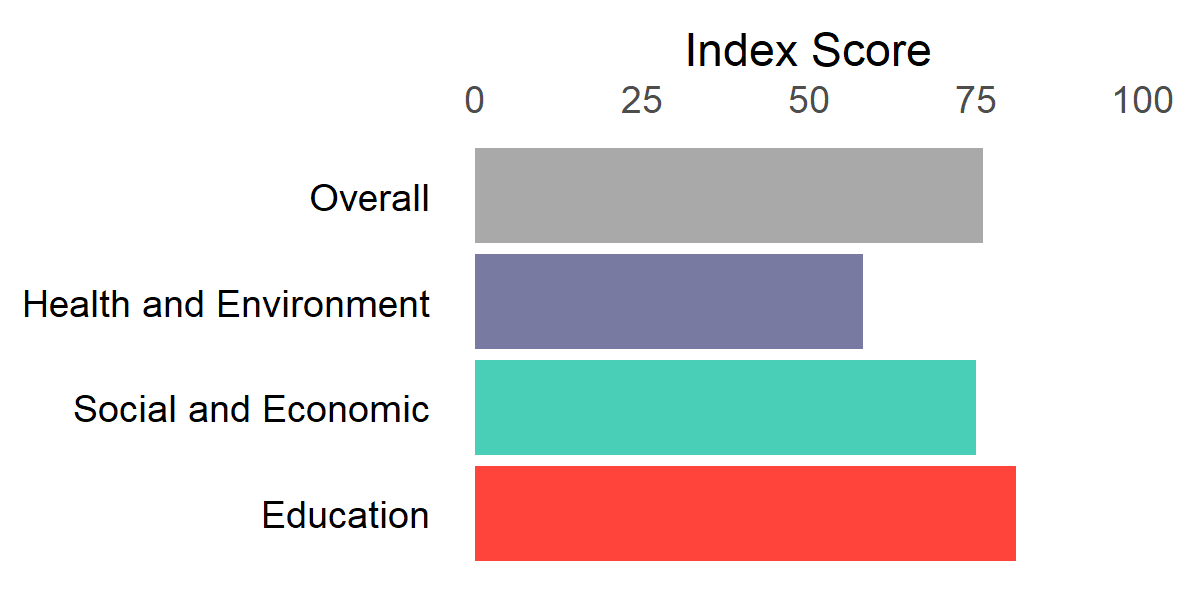 Index Score
0 25 50 75 100
Overall
Health and Environment
Social and Economic
Education